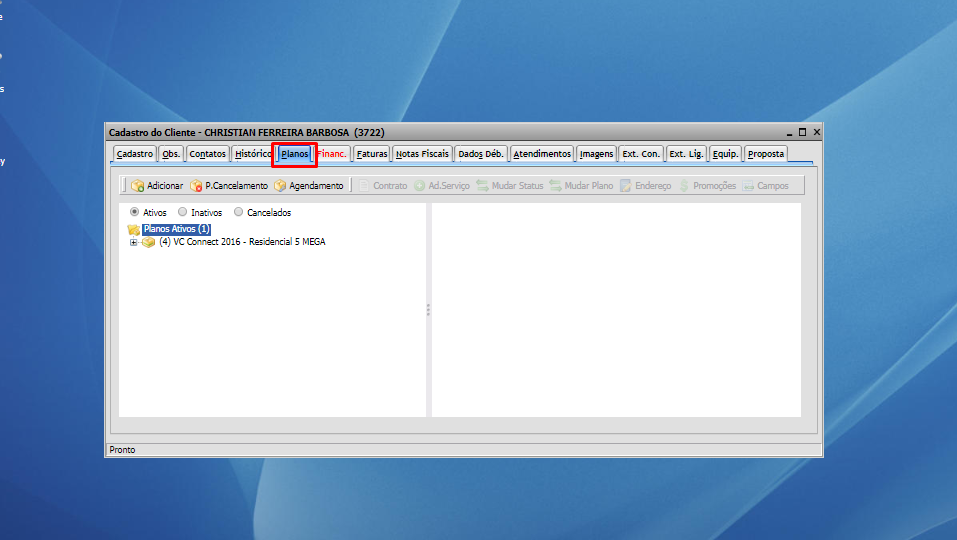 e
s
y
Cadastro do Cliente - CHRISTIAN FERREIRA BARBOSA (3722)
Cadastro Obs. Contatos Histórico Planos Financ. Faturas Notas Fiscais Dados Déb. Atendimentos Imagens Ext. Con. Ext. Lig. Equip. Proposta
Adicionar P.Cancelamento Agendamento Contrato Ad.Serviço Mudar Status Mudar Plano Endereço Promoções Campos
Ativos Inativos Cancelados
Planos Ativos (1)
(4) VC Connect 2016 - Residencial 5 MEGA
Pronto